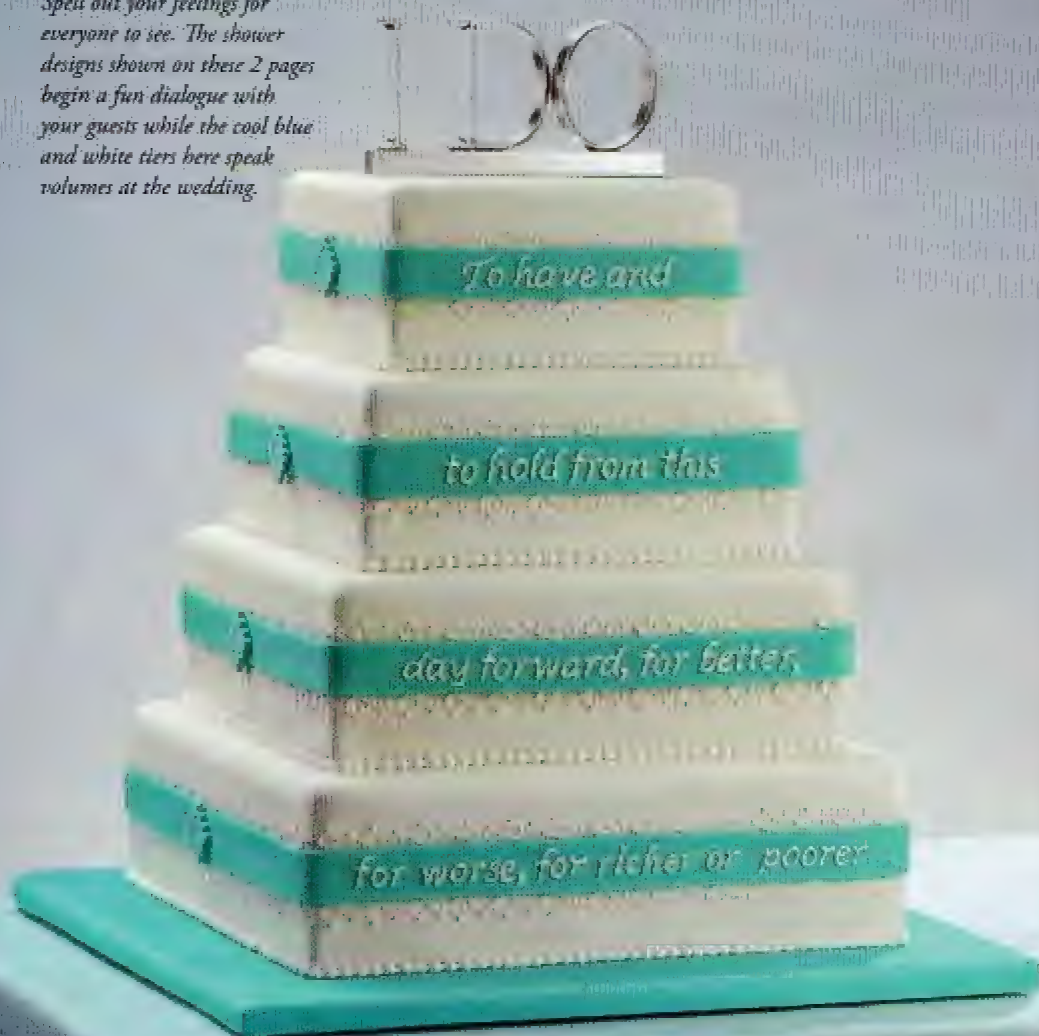 Spell out your feelings for
everyone to see. The shower
designs shown on these 2 pages
begin a fun dialogue with
your guests while the cool blue
and white tiers here speak
volumes at the wedding.
I DO
To have and
to hold from this
day forward, for better,
for worse, for richer or poorer